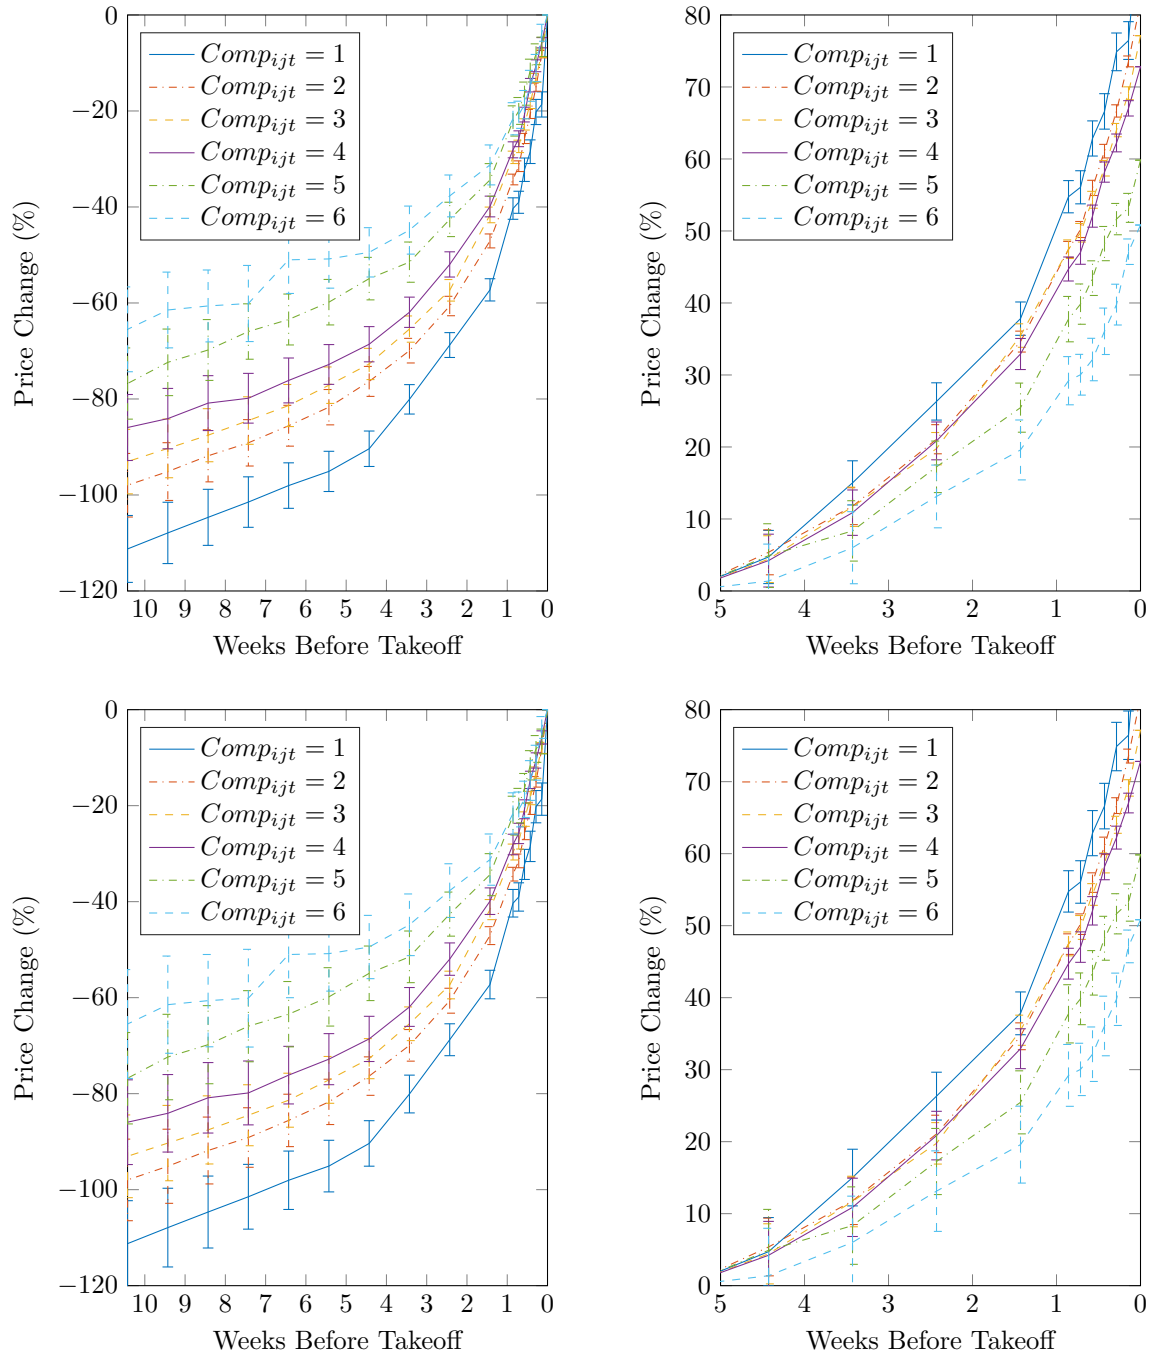 0
−20
−40
−60
−80
−100
−120
10 9 8 7 6 5 4 3 2 1 0
Price Change (%)
Weeks Before Takeoff
Comp_ijt = 1
Comp_ijt = 2
Comp_ijt = 3
Comp_ijt = 4
Comp_ijt = 5
Comp_ijt = 6
80
70
60
50
40
30
20
10
0
5 4 3 2 1 0
Price Change (%)
Weeks Before Takeoff
Comp_ijt = 1
Comp_ijt = 2
Comp_ijt = 3
Comp_ijt = 4
Comp_ijt = 5
Comp_ijt = 6
0
−20
−40
−60
−80
−100
−120
10 9 8 7 6 5 4 3 2 1 0
Price Change (%)
Weeks Before Takeoff
Comp_ijt = 1
Comp_ijt = 2
Comp_ijt = 3
Comp_ijt = 4
Comp_ijt = 5
Comp_ijt = 6
80
70
60
50
40
30
20
10
0
5 4 3 2 1 0
Price Change (%)
Weeks Before Takeoff
Comp_ijt = 1
Comp_ijt = 2
Comp_ijt = 3
Comp_ijt = 4
Comp_ijt = 5
Comp_ijt = 6